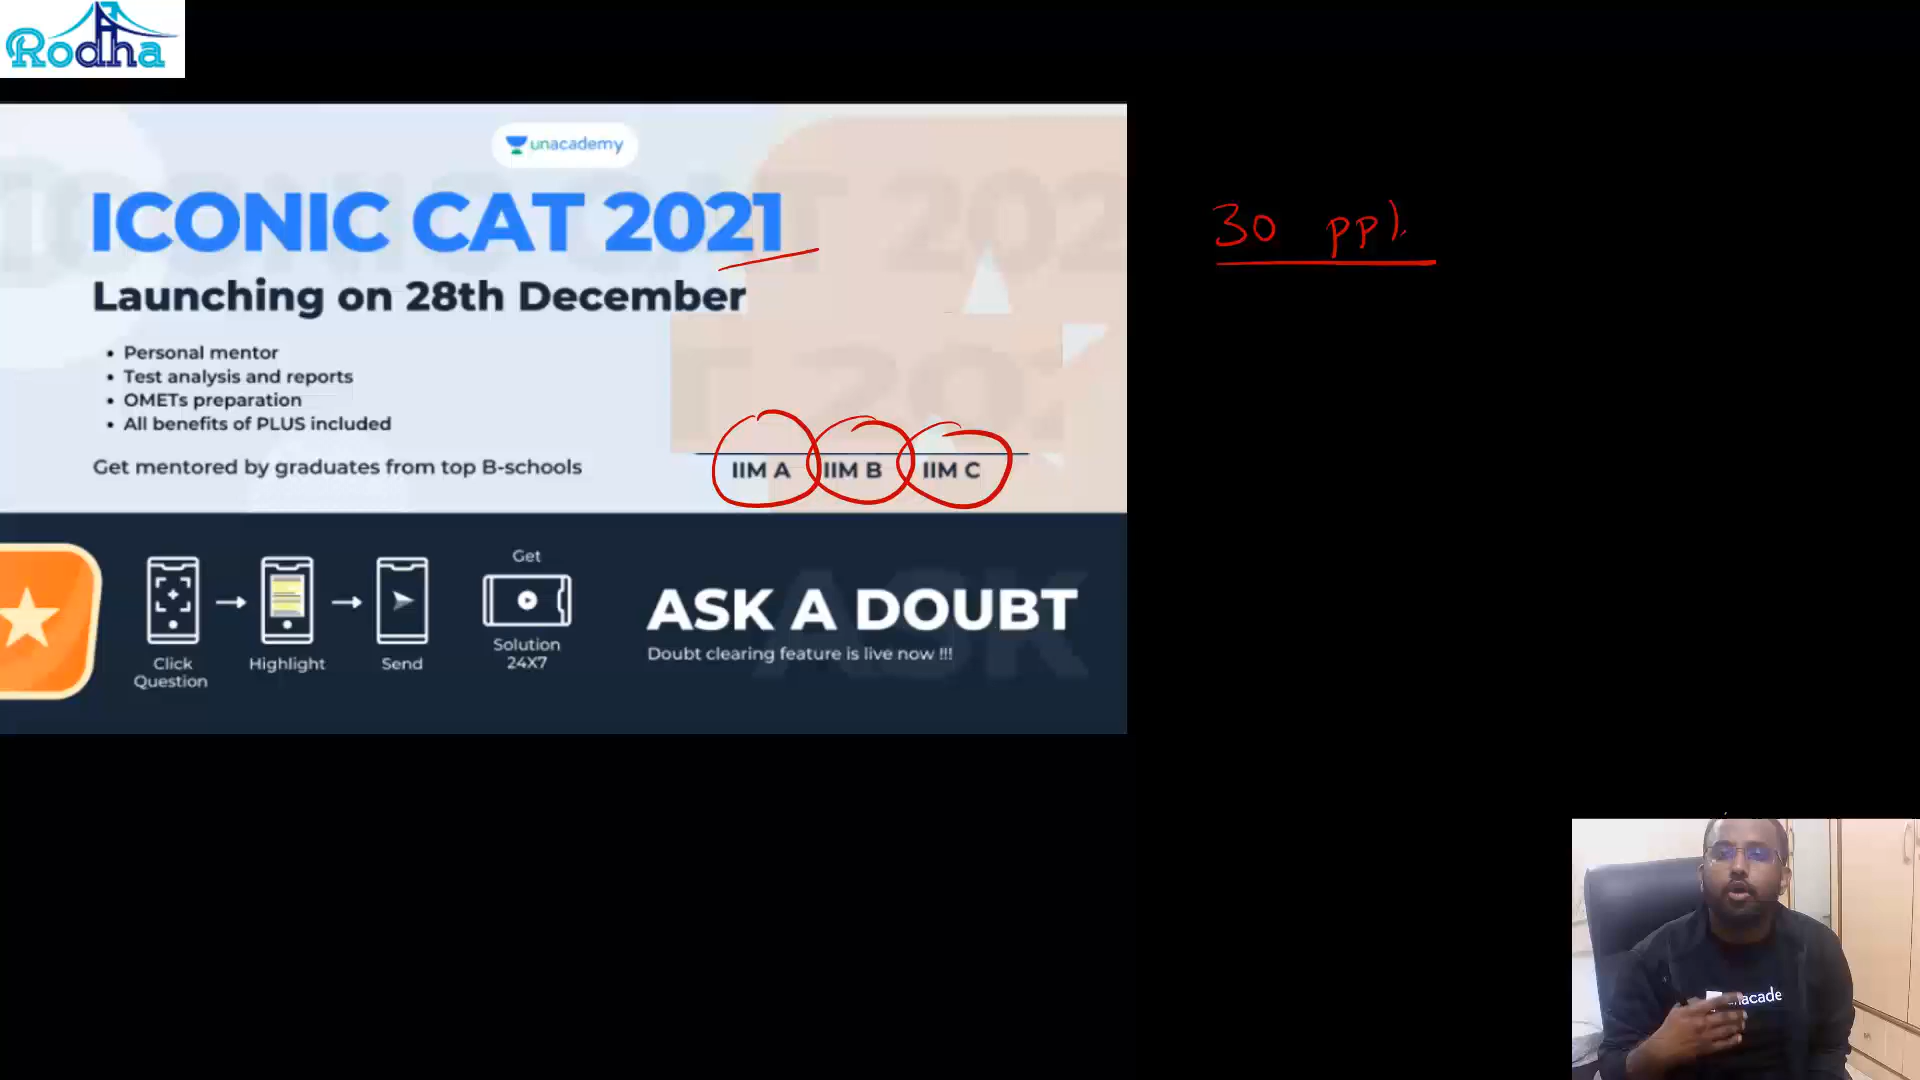 Rodha
unacademy
ICONIC CAT 2021
Launching on 28th December
• Personal mentor
• Test analysis and reports
• OMETs preparation
• All benefits of PLUS included
Get mentored by graduates from top B-schools
IIM A IIM B IIM C
30 ppl.
Click
Question
Highlight
Send
Get
Solution
24X7
ASK A DOUBT
Doubt clearing feature is live now !!!